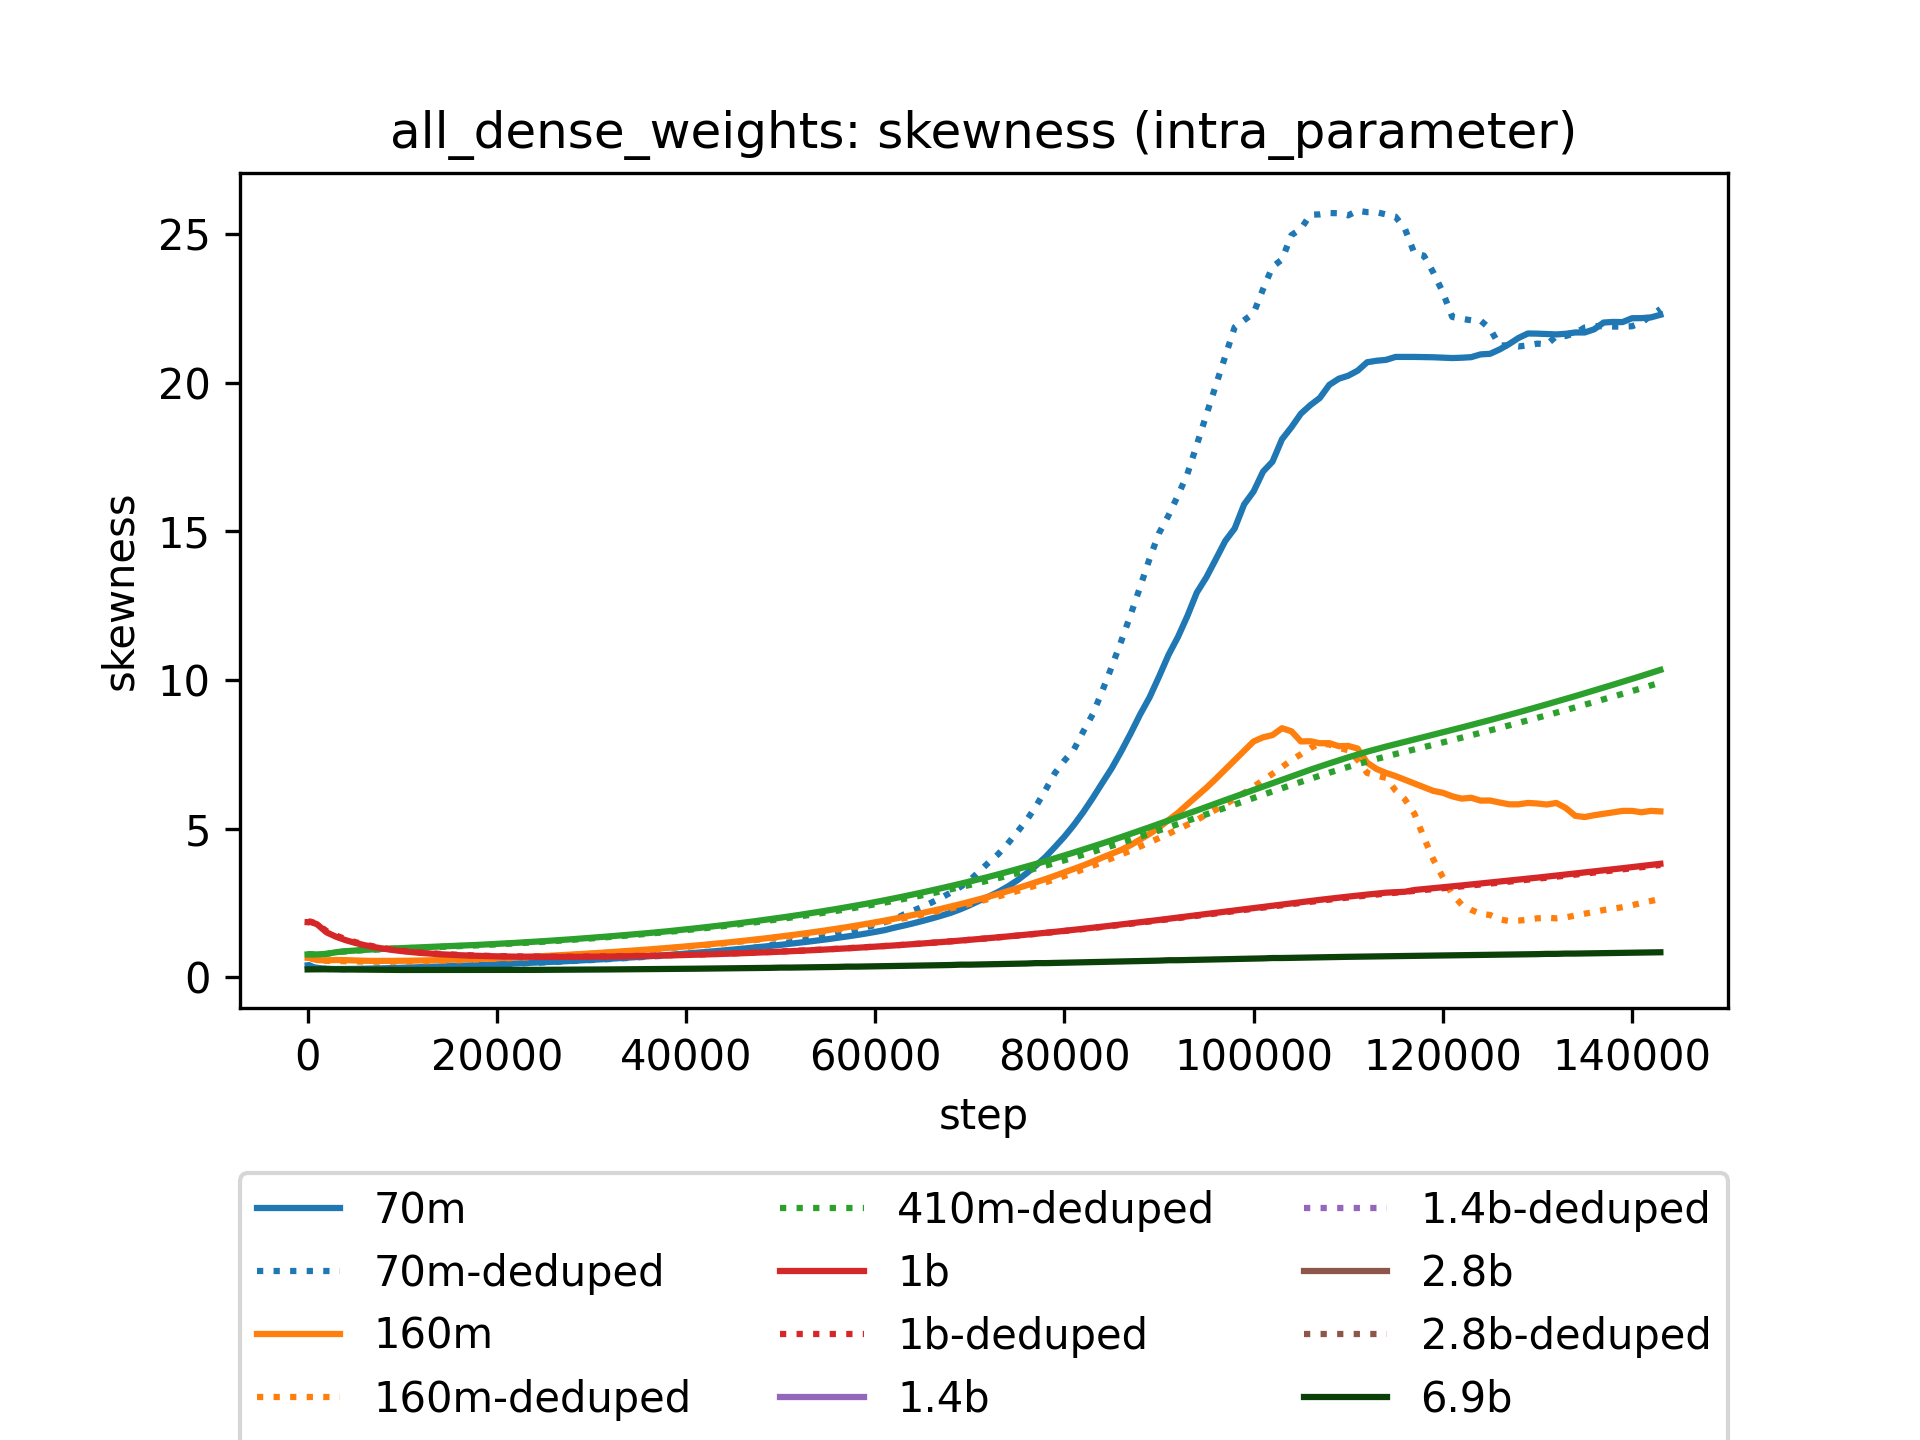 all_dense_weights: skewness (intra_parameter)
25
20
15
10
5
0
skewness
0 20000 40000 60000 80000 100000 120000 140000
step
70m
70m-deduped
160m
160m-deduped
410m-deduped
1b
1b-deduped
1.4b
1.4b-deduped
2.8b
2.8b-deduped
6.9b